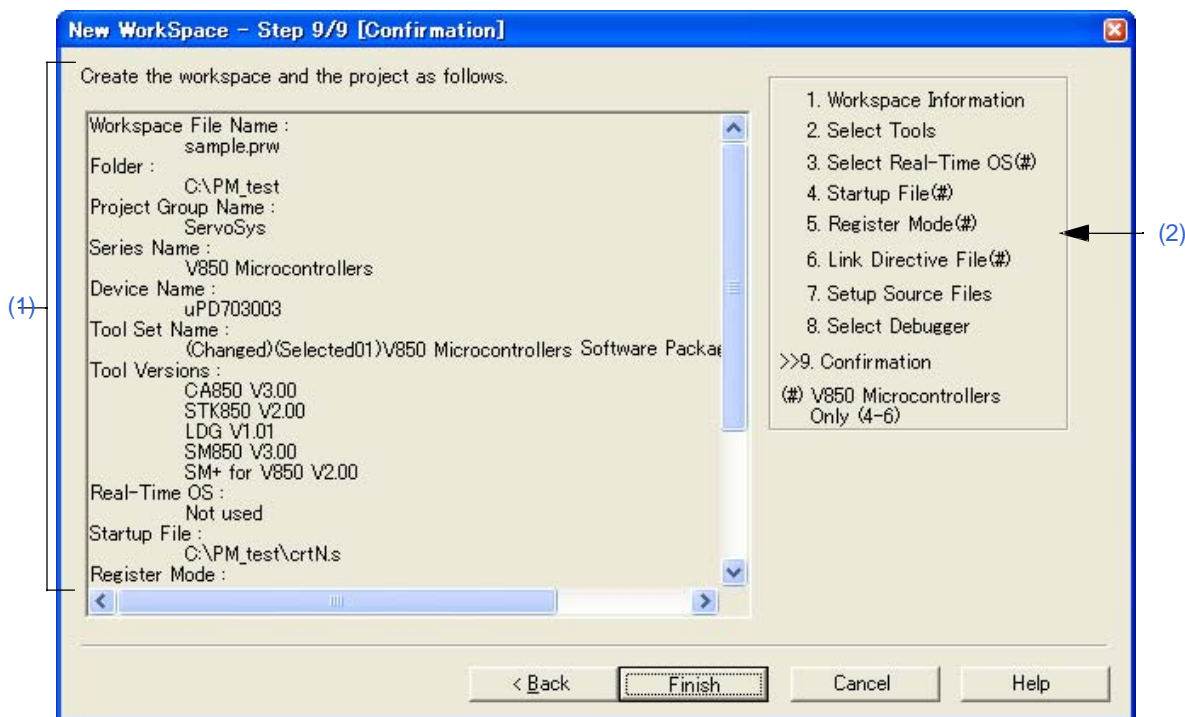 New WorkSpace - Step 9/9 [Confirmation]
Create the workspace and the project as follows.
Workspace File Name :
sample.prw
Folder :
C:\PM_test
Project Group Name :
ServoSys
Series Name :
V850 Microcontrollers
Device Name :
uPD703003
Tool Set Name :
(Changed)(Selected01)V850 Microcontrollers Software Packag
Tool Versions :
CA850 V3.00
STK850 V2.00
LDG V1.01
SM850 V3.00
SM+ for V850 V2.00
Real-Time OS :
Not used
Startup File :
C:\PM_test\crtN.s
Register Mode :
(1)
1. Workspace Information
2. Select Tools
3. Select Real-Time OS(#)
4. Startup File(#)
5. Register Mode(#)
6. Link Directive File(#)
7. Setup Source Files
8. Select Debugger
>>9. Confirmation
(#) V850 Microcontrollers
Only (4-6)
(2)
< Back
Finish
Cancel
Help